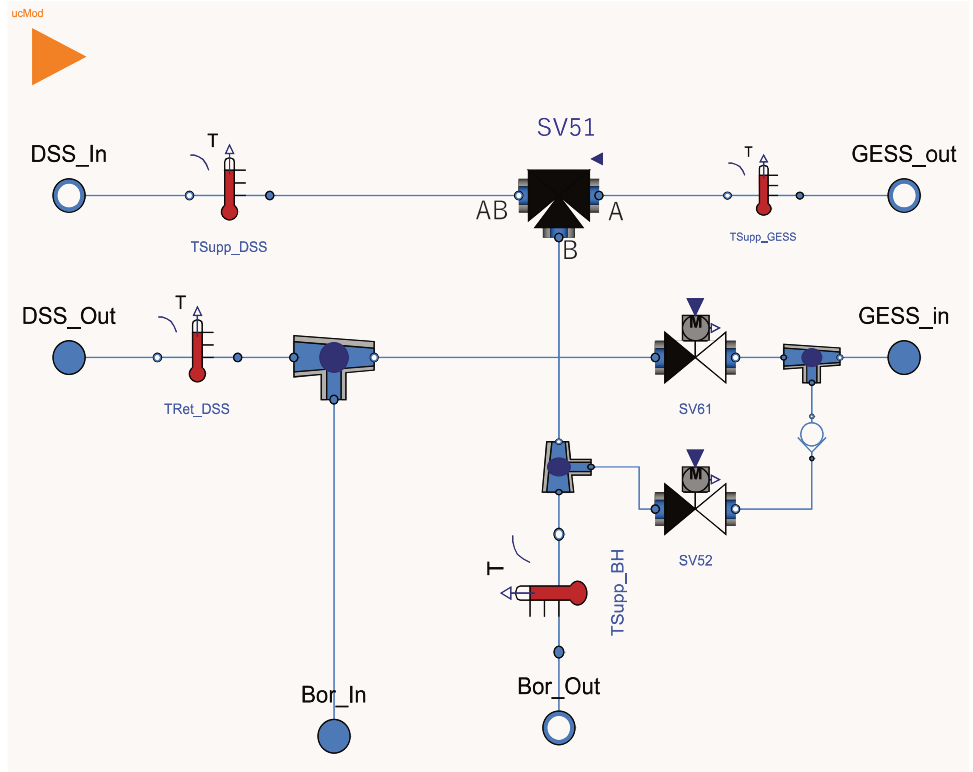 ucMod
SV51
T
T
DSS_In
GESS_out
AB
A
TSupp_DSS
TSupp_GESS
B
T
DSS_Out
GESS_in
M
TRet_DSS
SV61
M
T
TSupp_BH
SV52
Bor_In
Bor_Out